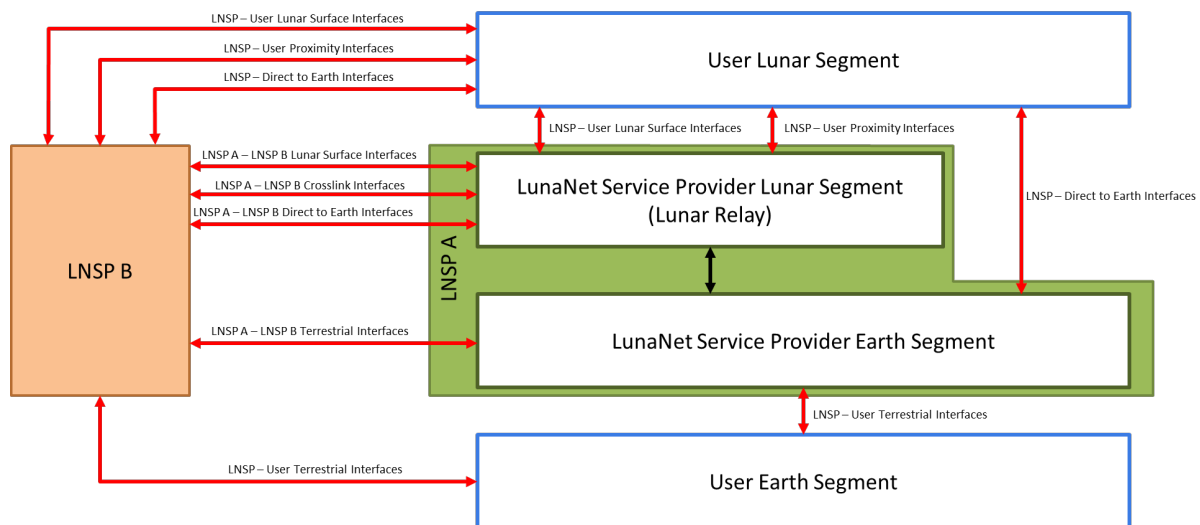 LNSP – User Lunar Surface Interfaces
LNSP – User Proximity Interfaces
LNSP – Direct to Earth Interfaces
User Lunar Segment
LNSP – User Lunar Surface Interfaces
LNSP – User Proximity Interfaces
LNSP A – LNSP B Lunar Surface Interfaces
LNSP A – LNSP B Crosslink Interfaces
LNSP A – LNSP B Direct to Earth Interfaces
LunaNet Service Provider Lunar Segment
(Lunar Relay)
LNSP – Direct to Earth Interfaces
LNSP B
LNSP A
LNSP A – LNSP B Terrestrial Interfaces
LunaNet Service Provider Earth Segment
LNSP – User Terrestrial Interfaces
LNSP – User Terrestrial Interfaces
User Earth Segment